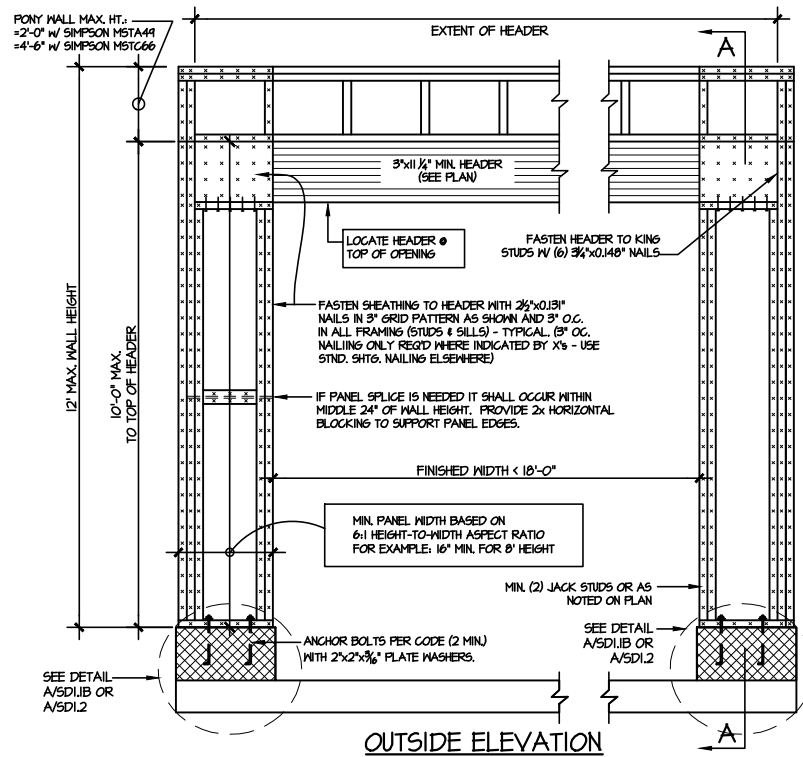 PONY WALL MAX. HT.:
=2'-0" W/ SIMPSON MSTA49
=4'-6" W/ SIMPSON MSTC66
EXTENT OF HEADER
A
3"x11 1/4" MIN. HEADER
(SEE PLAN)
LOCATE HEADER @
TOP OF OPENING
FASTEN HEADER TO KING
STUDS W/ (6) 3 1/4"x0.148" NAILS
12' MAX. WALL HEIGHT
10'-0" MAX.
TO TOP OF HEADER
FASTEN SHEATHING TO HEADER WITH 2 1/2"x0.131"
NAILS IN 3" GRID PATTERN AS SHOWN AND 3" O.C.
IN ALL FRAMING (STUDS & SILLS) - TYPICAL. (3" OC.
NAILIING ONLY REQ'D WHERE INDICATED BY X's - USE
STND. SHTG. NAILING ELSEWHERE)
IF PANEL SPLICE IS NEEDED IT SHALL OCCUR WITHIN
MIDDLE 24" OF WALL HEIGHT. PROVIDE 2x HORIZONTAL
BLOCKING TO SUPPORT PANEL EDGES.
FINISHED WIDTH < 18'-0"
MIN. PANEL WIDTH BASED ON
6:1 HEIGHT-TO-WIDTH ASPECT RATIO
FOR EXAMPLE: 16" MIN. FOR 8' HEIGHT
MIN. (2) JACK STUDS OR AS
NOTED ON PLAN
ANCHOR BOLTS PER CODE (2 MIN.)
WITH 2"x2"x3/16" PLATE WASHERS.
SEE DETAIL
A/SD1.1B OR
A/SD1.2
SEE DETAIL
A/SD1.1B OR
A/SD1.2
A
OUTSIDE ELEVATION